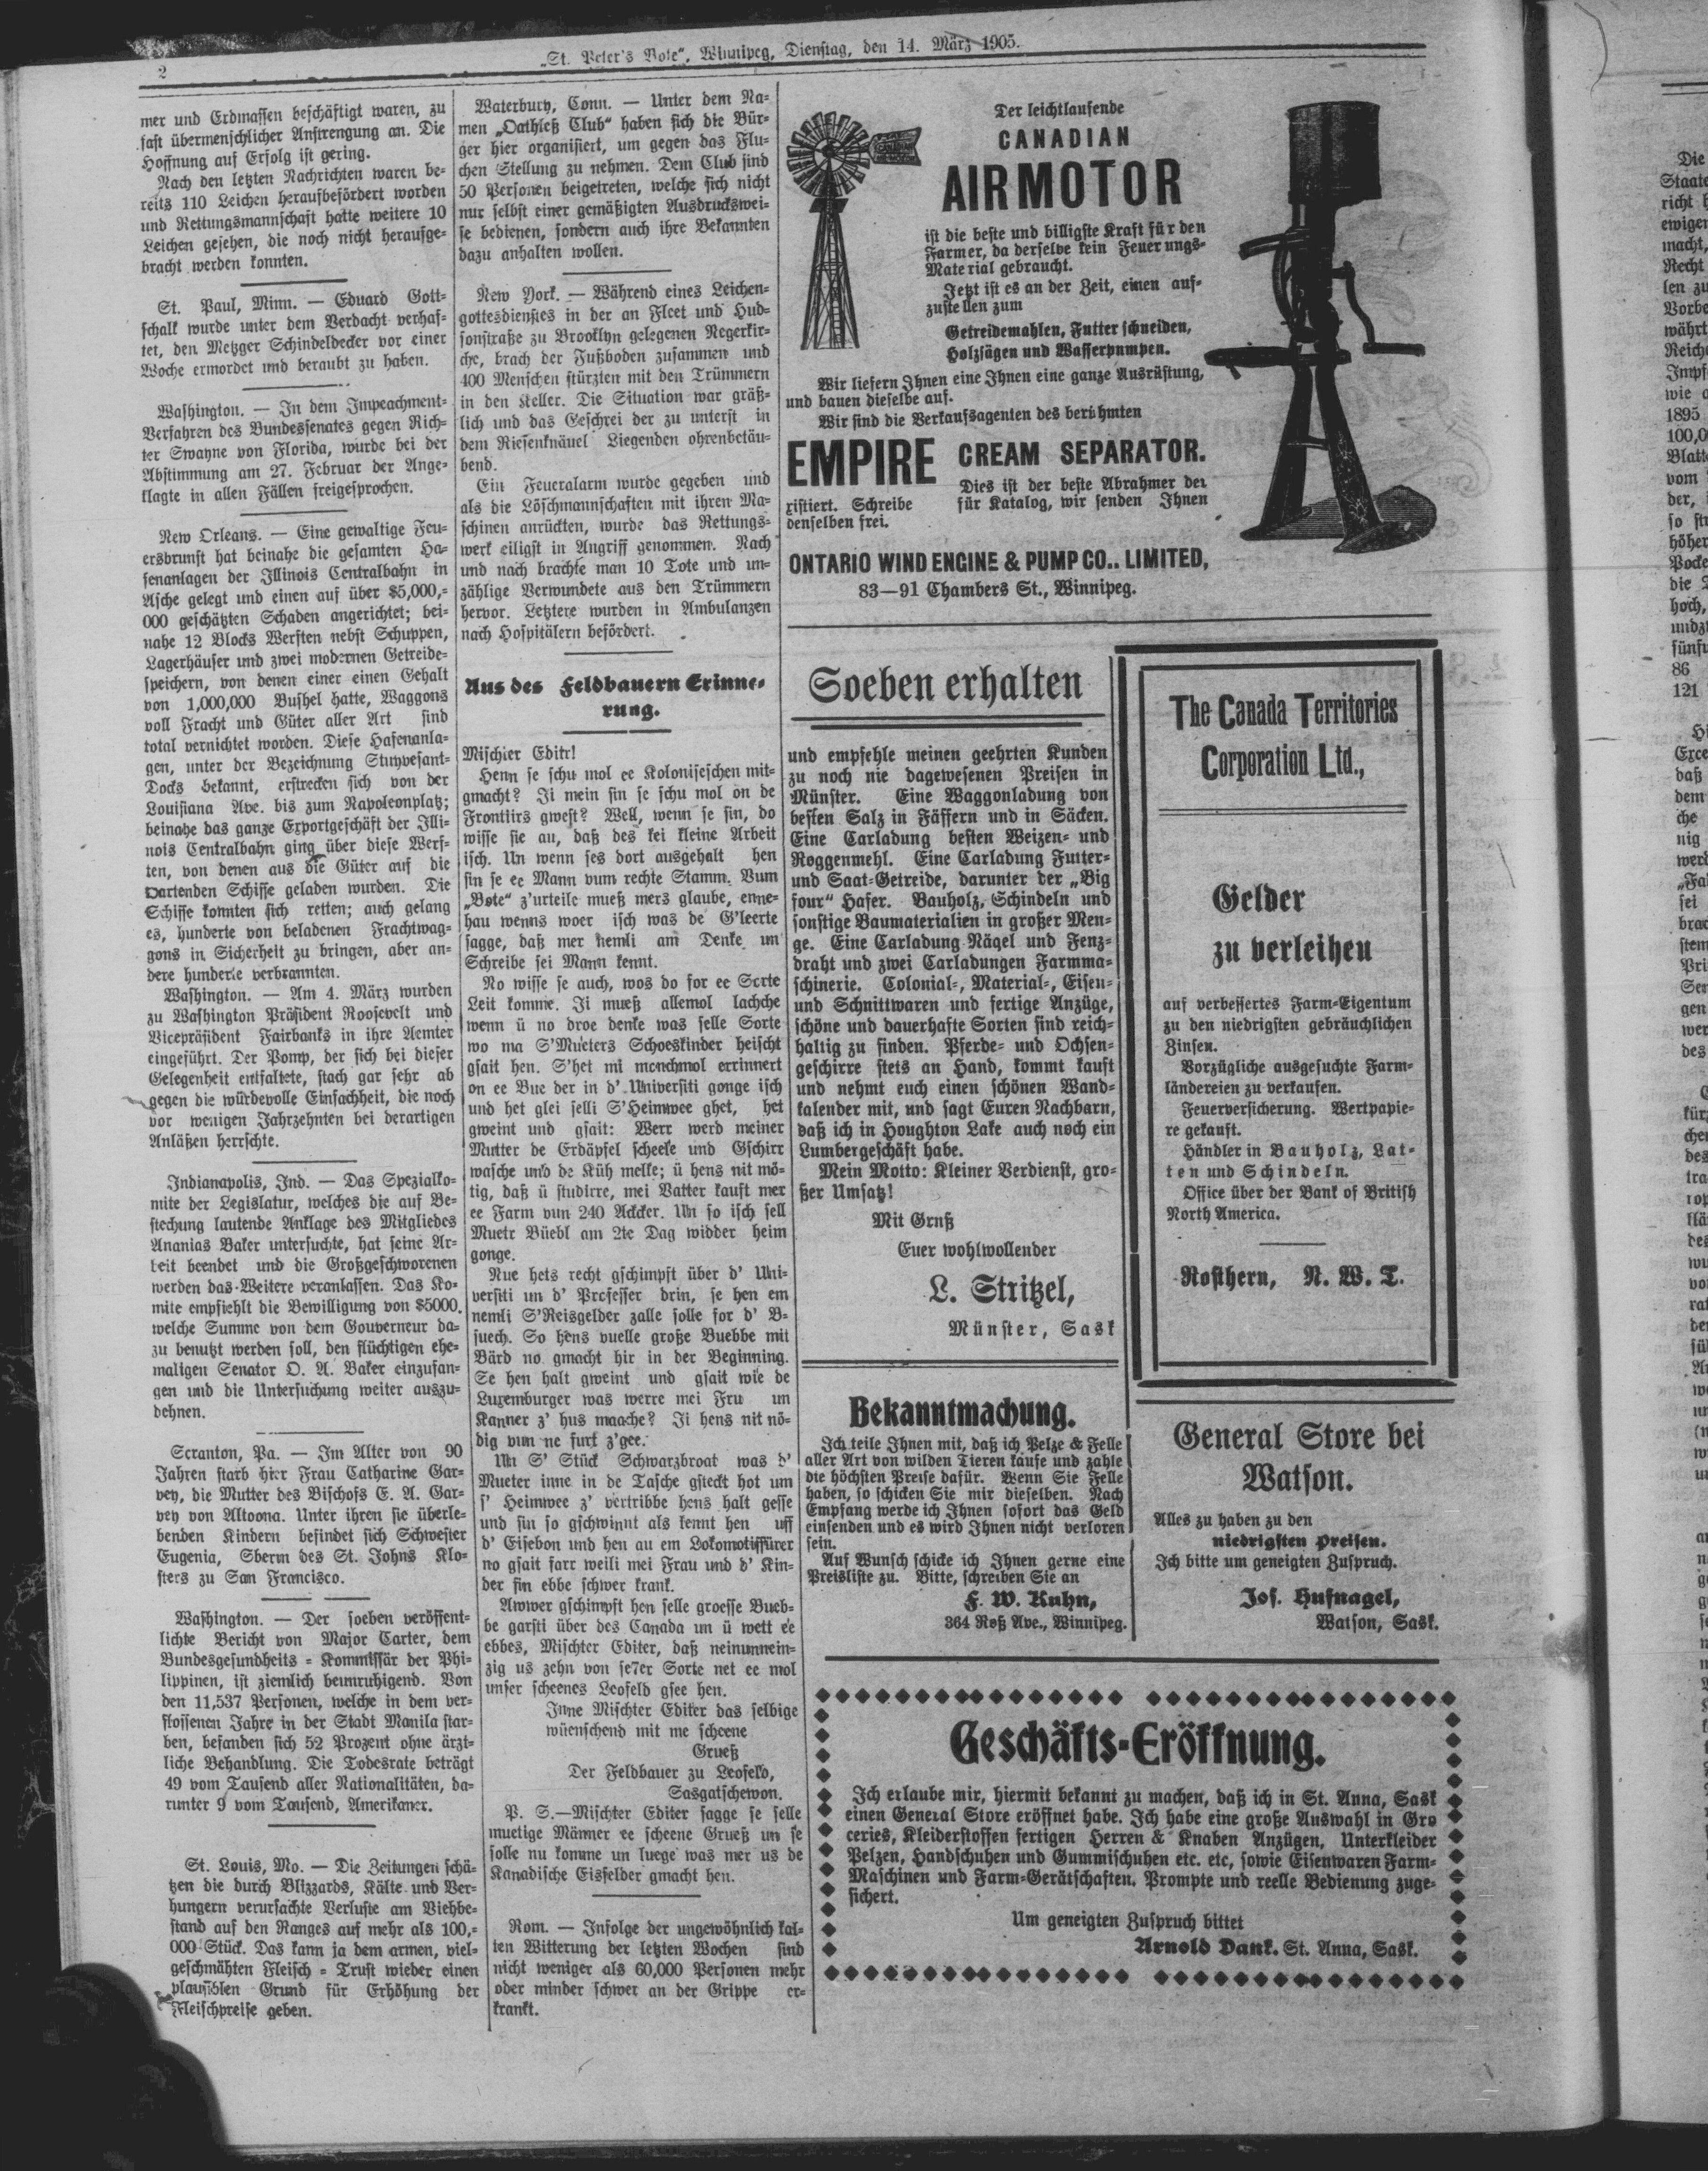 2
„St. Peter's Bote“, Winnipeg, Dienstag, den 14. März 1905.
mer und Erdmassen beschäftigt waren, zu
fast übermenschlicher Anstrengung an. Die
Hoffnung auf Erfolg ist gering.
Nach den letzten Nachrichten waren be-
reits 110 Leichen heraufbefördert worden
und Rettungsmannschaft hatte weitere 10
Leichen gesehen, die noch nicht herausge-
bracht werden konnten.
St. Paul, Minn. — Eduard Gott-
schalk wurde unter dem Verdacht verhaf-
tet, den Metzger Schindeldecker vor einer
Woche ermordet und beraubt zu haben.
Washington. — In dem Impeachment-
Verfahren des Bundessenates gegen Rich-
ter Swayne von Florida, wurde bei der
Abstimmung am 27. Februar der Ange-
klagte in allen Fällen freigesprochen.
New Orleans. — Eine gewaltige Feu-
ersbrunst hat beinahe die gesamten Ha-
fenanlagen der Illinois Centralbahn in
Asche gelegt und einen auf über $5,000,-
000 geschätzten Schaden angerichtet; bei-
nahe 12 Blocks Werften nebst Schuppen,
Lagerhäuser und zwei modernen Getreide-
speichern, von denen einer einen Gehalt
von 1,000,000 Bushel hatte, Waggons
voll Fracht und Güter aller Art sind
total vernichtet worden. Diese Hafenanla-
gen, unter der Bezeichnung Stuyvesant-
Docks bekannt, erstrecken sich von der
Louisiana Ave. bis zum Napoleonplatz;
beinahe das ganze Exportgeschäft der Illi-
nois Centralbahn ging über diese Werf-
ten, von denen aus die Güter auf die
wartenden Schiffe geladen wurden. Die
Schiffe konnten sich retten; auch gelang
es, hunderte von beladenen Frachtwag-
gons in Sicherheit zu bringen, aber an-
dere hunderte verbrannten.
Washington. — Am 4. März wurden
zu Washington Präsident Roosevelt und
Vicepräsident Fairbanks in ihre Aemter
eingeführt. Der Pomp, der sich bei dieser
Gelegenheit entfaltete, stach gar sehr ab
gegen die würdevolle Einfachheit, die noch
vor wenigen Jahrzehnten bei derartigen
Anläßen herrschte.
Indianapolis, Ind. — Das Spezialko-
mite der Legislatur, welches die auf Be-
stechung lautende Anklage des Mitgliedes
Ananias Baker untersuchte, hat seine Ar-
beit beendet und die Großgeschworenen
werden das Weitere veranlassen. Das Ko-
mite empfiehlt die Bewilligung von $5000.
welche Summe von dem Gouverneur da-
zu benutzt werden soll, den flüchtigen ehe-
maligen Senator O. A. Baker einzufan-
gen und die Untersuchung weiter auszu-
dehnen.
Scranton, Pa. — Im Alter von 90
Jahren starb hier Frau Catharine Gar-
vey, die Mutter des Bischofs E. A. Gar-
vey von Altoona. Unter ihren sie überle-
benden Kindern befindet sich Schwester
Eugenia, Oberin des St. Johns Klo-
sters zu San Francisco.
Washington. — Der soeben veröffent-
lichte Bericht von Major Carter, dem
Bundesgesundheits = Kommissär der Phi-
lippinen, ist ziemlich beunruhigend. Von
den 11,537 Personen, welche in dem ver-
flossenen Jahre in der Stadt Manila star-
ben, befanden sich 52 Prozent ohne ärzt-
liche Behandlung. Die Todesrate beträgt
49 vom Tausend aller Nationalitäten, da-
runter 9 vom Tausend, Amerikaner.
St. Louis, Mo. — Die Zeitungen schä-
tzen die durch Blizzards, Kälte und Ver-
hungern verursachte Verluste am Viehbe-
stand auf den Ranges auf mehr als 100,-
000 Stück. Das kann ja dem armen, viel-
geschmähten Fleisch = Trust wieder einen
plausiblen Grund für Erhöhung der
Fleischpreise geben.
Waterbury, Conn. — Unter dem Na-
men „Oathleß Club“ haben sich die Bür-
ger hier organisiert, um gegen das Flu-
chen Stellung zu nehmen. Dem Club sind
50 Personen beigetreten, welche sich nicht
nur selbst einer gemäßigten Ausdruckswei-
se bedienen, sondern auch ihre Bekannten
dazu anhalten wollen.
New York. — Während eines Leichen-
gottesdienstes in der an Fleet und Hud-
sonstraße zu Brooklyn gelegenen Negerkir-
che, brach der Fußboden zusammen und
400 Menschen stürzten mit den Trümmern
in den Keller. Die Situation war gräß-
lich und das Geschrei der zu unterst in
dem Riesenknäuel Liegenden ohrenbetäu-
bend.
Ein Feueralarm wurde gegeben und
als die Löschmannschaften mit ihren Ma-
schinen anrückten, wurde das Rettungs-
werk eiligst in Angriff genommen. Nach
und nach brachte man 10 Tote und un-
zählige Verwundete aus den Trümmern
hervor. Letztere wurden in Ambulanzen
nach Hospitälern befördert.
Aus des Feldbauern Erinne-
rung.
Mischier Editr!
Henn se schu mol ee Koloniseschen mit-
gmacht? Ji mein sin se schu mol on de
Fronttirs gwest? Well, wenn se sin, do
wisse sie au, daß des kei kleine Arbeit
isch. Un wenn ses dort ausgehalt hen
sin se ee Mann vum rechte Stamm. Vum
„Bote“ z'urteile mueß mers glaube, enne-
hau wenns woer isch was de G'leerte
sagge, daß mer nemli am Denke un
Schreibe sei Mann kennt.
No wisse se auch, wos do for ee Sorte
Leit komme. Ji mueß allemol lachche
wenn ü no droe denke was selle Sorte
wo ma S'Mueters Schoeskinder heischt
gsait hen. S'het mi monchmol errinnert
on ee Bue der in d' Universiti gonge isch
und het glei selli S'Heimwee ghet, het
gweint und gsait: Werr werd meiner
Mutter de Erdäpfel scheele und Gschirr
wasche und de Küh melke; ü hens nit nö-
tig, daß ü studirre, mei Vatter kauft mer
ee Farm vun 240 Ackcker. Un so isch sell
Muetr Büebl am 2te Dag widder heim
gonge.
Nue hets recht gschimpft über d' Uni-
versiti un d' Professer drin, se hen em
nemli S'Reisgelder zalle solle for d' B-
suech. So hens vuelle große Buebbe mit
Bärd no gmacht hir in der Beginning.
Se hen halt gweint und gsait wie de
Luxemburger was werre mei Fru un
Kanner z' hus maache? Ji hens nit nö-
dig vun ne furt z'gee.
Un S' Stück Schwarzbroat was d'
Mueter inne in de Tasche gsteckt hot um
s' Heimwee z' vertribbe hens halt gesse
und sin so gschwinnt als kennt hen uff
d' Eisebon und hen au em Lokomotiffürer
no gsait farr weili mei Frau und d' Kin-
der sin ebbe schwer krank.
Awwer gschimpft hen selle groesse Bueb-
be garsti über des Canada un ü wett ee
ebbes, Mischter Editer, daß neinunnein-
zig us zehn von se7er Sorte net ee mol
unser scheenes Leofeld gsee hen.
Inne Mischter Editer das selbige
wüenschend mit me scheene
Grueß
Der Feldbauer zu Leofeld,
Sasgatschewon.
P. S.—Mischter Editer sagge se selle
muetige Männer ee scheene Grueß un se
solle nu komme un luege was mer us de
Kanadische Eisfelder gmacht hen.
Rom. — Infolge der ungewöhnlich kal-
ten Witterung der letzten Wochen sind
nicht weniger als 60,000 Personen mehr
oder minder schwer an der Grippe er-
krankt.
Der leichtlaufende
CANADIAN
AIRMOTOR
ist die beste und billigste Kraft für den
Farmer, da derselbe kein Feuerungs-
Material gebraucht.
Jetzt ist es an der Zeit, einen auf-
zustellen zum
Getreidemahlen, Futter schneiden,
Holzsägen und Wasserpumpen.
Wir liefern Ihnen eine Ihnen eine ganze Ausrüstung,
und bauen dieselbe auf.
Wir sind die Verkaufsagenten des berühmten
EMPIRE CREAM SEPARATOR.
Dies ist der beste Abrahmer der
xistiert. Schreibe für Katalog, wir senden Ihnen
denselben frei.
ONTARIO WIND ENGINE & PUMP CO.. LIMITED,
83—91 Chambers St., Winnipeg.
Soeben erhalten
und empfehle meinen geehrten Kunden
zu noch nie dagewesenen Preisen in
Münster. Eine Waggonladung von
besten Salz in Fässern und in Säcken.
Eine Carladung besten Weizen- und
Roggenmehl. Eine Carladung Futter-
und Saat-Getreide, darunter der „Big
four“ Hafer. Bauholz, Schindeln und
sonstige Baumaterialien in großer Men-
ge. Eine Carladung Nägel und Fenz-
draht und zwei Carladungen Farmma-
schinerie. Colonial-, Material-, Eisen-
und Schnittwaren und fertige Anzüge,
schöne und dauerhafte Sorten sind reich-
haltig zu finden. Pferde- und Ochsen-
geschirre stets an Hand, kommt kauft
und nehmt euch einen schönen Wand-
kalender mit, und sagt Euren Nachbarn,
daß ich in Houghton Lake auch noch ein
Lumbergeschäft habe.
Mein Motto: Kleiner Verdienst, gro-
ßer Umsatz!
Mit Gruß
Euer wohlwollender
L. Stritzel,
Münster, Sask
The Canada Territories
Corporation Ltd.,
Gelder
zu verleihen
auf verbessertes Farm-Eigentum
zu den niedrigsten gebräuchlichen
Zinsen.
Vorzügliche ausgesuchte Farm-
ländereien zu verkaufen.
Feuerversicherung. Wertpapie-
re gekauft.
Händler in Bauholz, Lat-
ten und Schindeln.
Office über der Bank of British
North America.
Rosthern, N. W. T.
Bekanntmachung.
Ich teile Ihnen mit, daß ich Pelze & Felle
aller Art von wilden Tieren kaufe und zahle
die höchsten Preise dafür. Wenn Sie Felle
haben, so schicken Sie mir dieselben. Nach
Empfang werde ich Ihnen sofort das Geld
einsenden und es wird Ihnen nicht verloren
sein.
Auf Wunsch schicke ich Ihnen gerne eine
Preisliste zu. Bitte, schreiben Sie an
F. W. Kuhn,
364 Roß Ave., Winnipeg.
General Store bei
Watson.
Alles zu haben zu den
niedrigsten Preisen.
Ich bitte um geneigten Zuspruch.
Jos. Hufnagel,
Watson, Sask.
Geschäfts-Eröffnung.
Ich erlaube mir, hiermit bekannt zu machen, daß ich in St. Anna, Sask
einen General Store eröffnet habe. Ich habe eine große Auswahl in Gro
ceries, Kleiderstoffen fertigen Herren & Knaben Anzügen, Unterkleider
Pelzen, Handschuhen und Gummischuhen etc. etc, sowie Eisenwaren Farm-
Maschinen und Farm-Gerätschaften. Prompte und reelle Bedienung zuge-
sichert.
Um geneigten Zuspruch bittet
Arnold Dank. St. Anna, Sask.